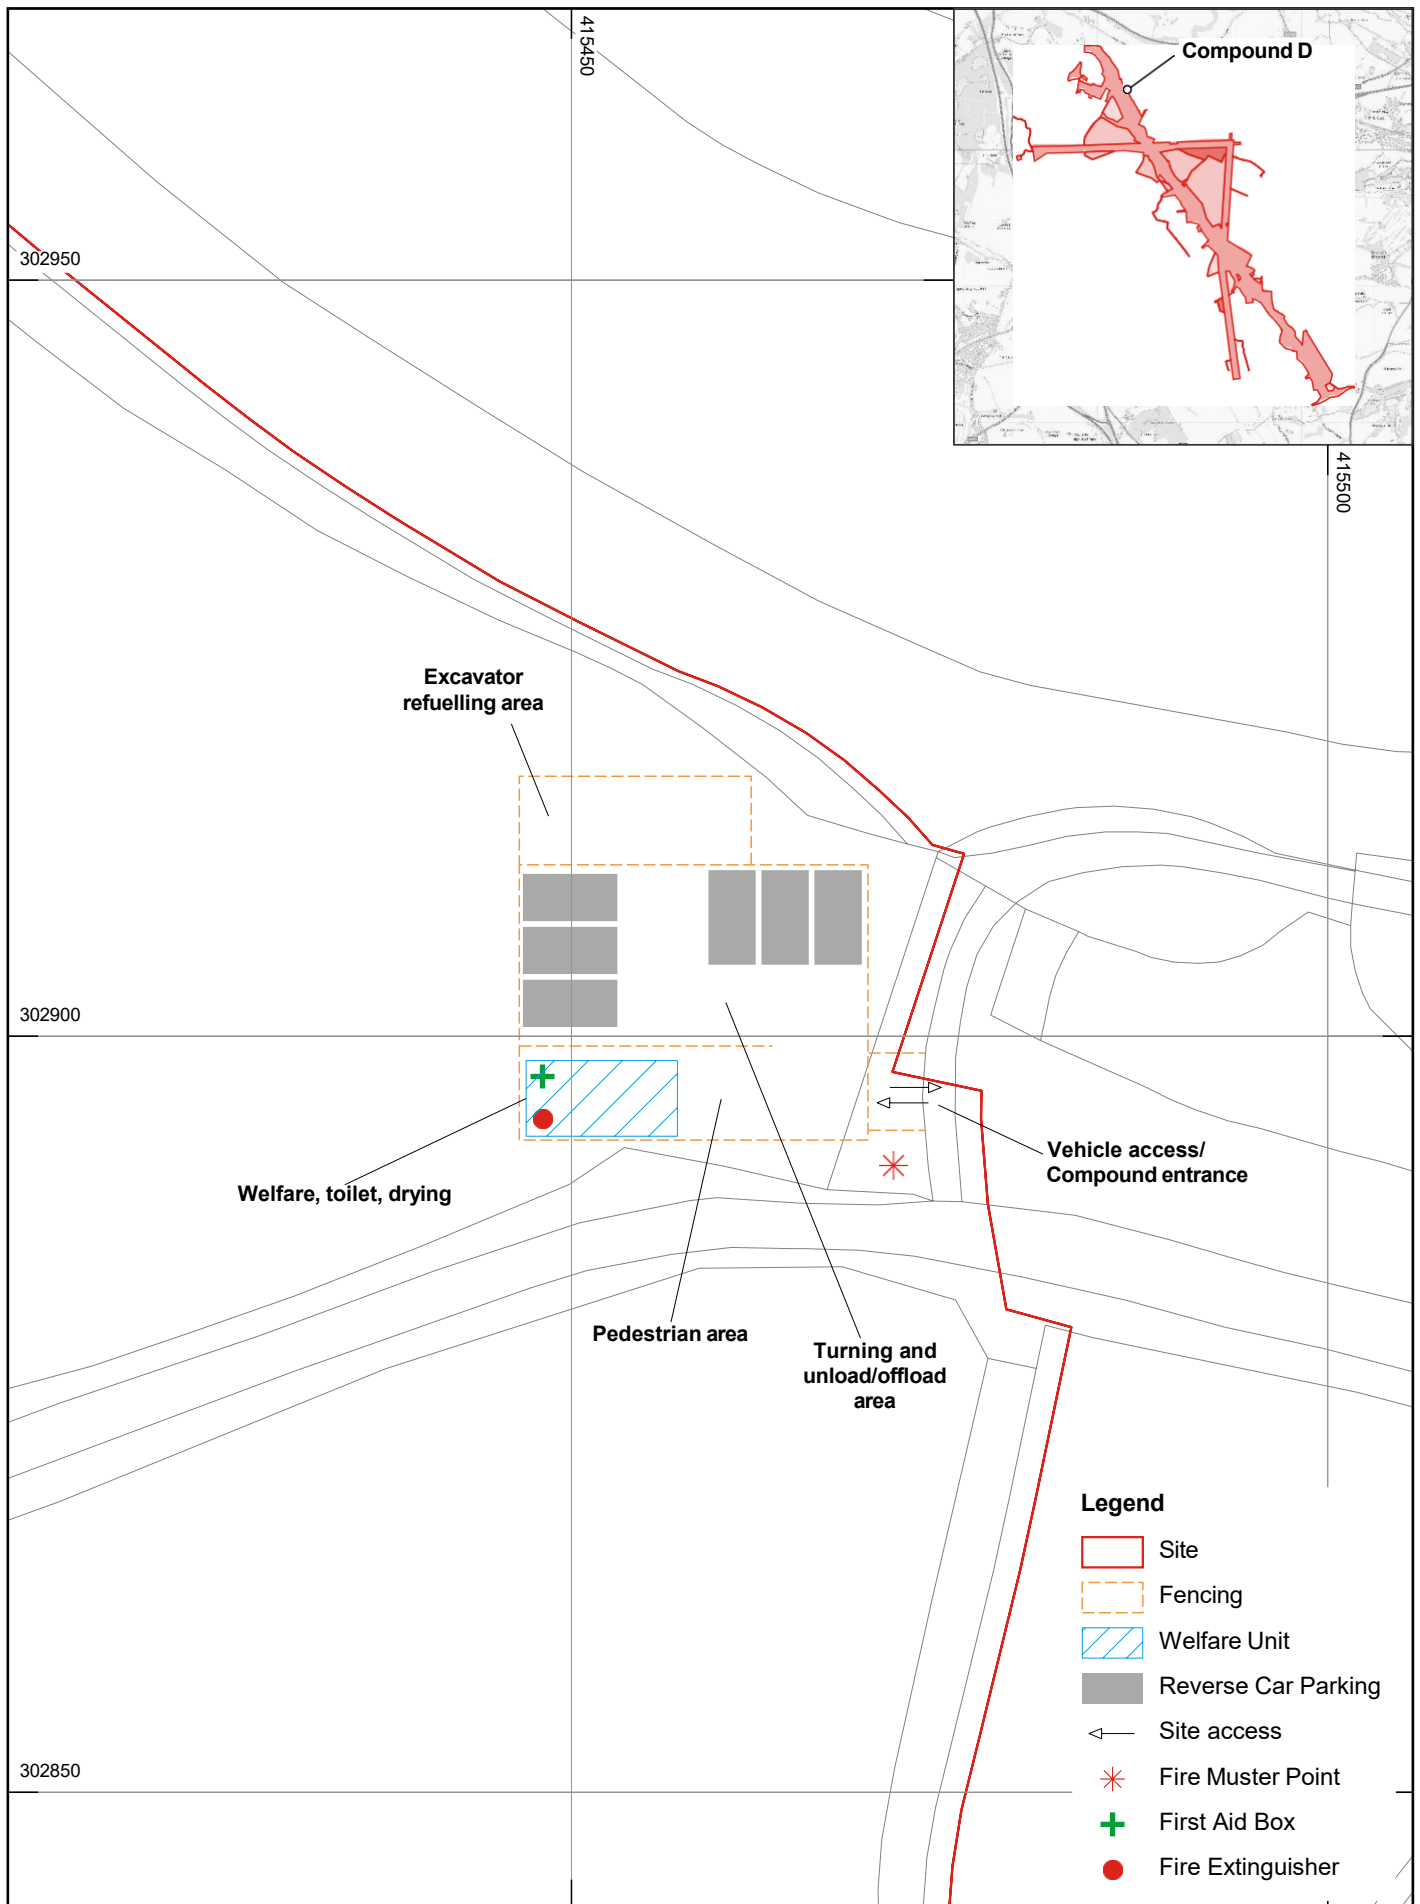 415450
Compound D
302950
415500
Excavator
refuelling area
302900
Vehicle access/
Compound entrance
Welfare, toilet, drying
Pedestrian area
Turning and
unload/offload
area
Legend
Site
Fencing
Welfare Unit
Reverse Car Parking
Site access
Fire Muster Point
First Aid Box
Fire Extinguisher
302850